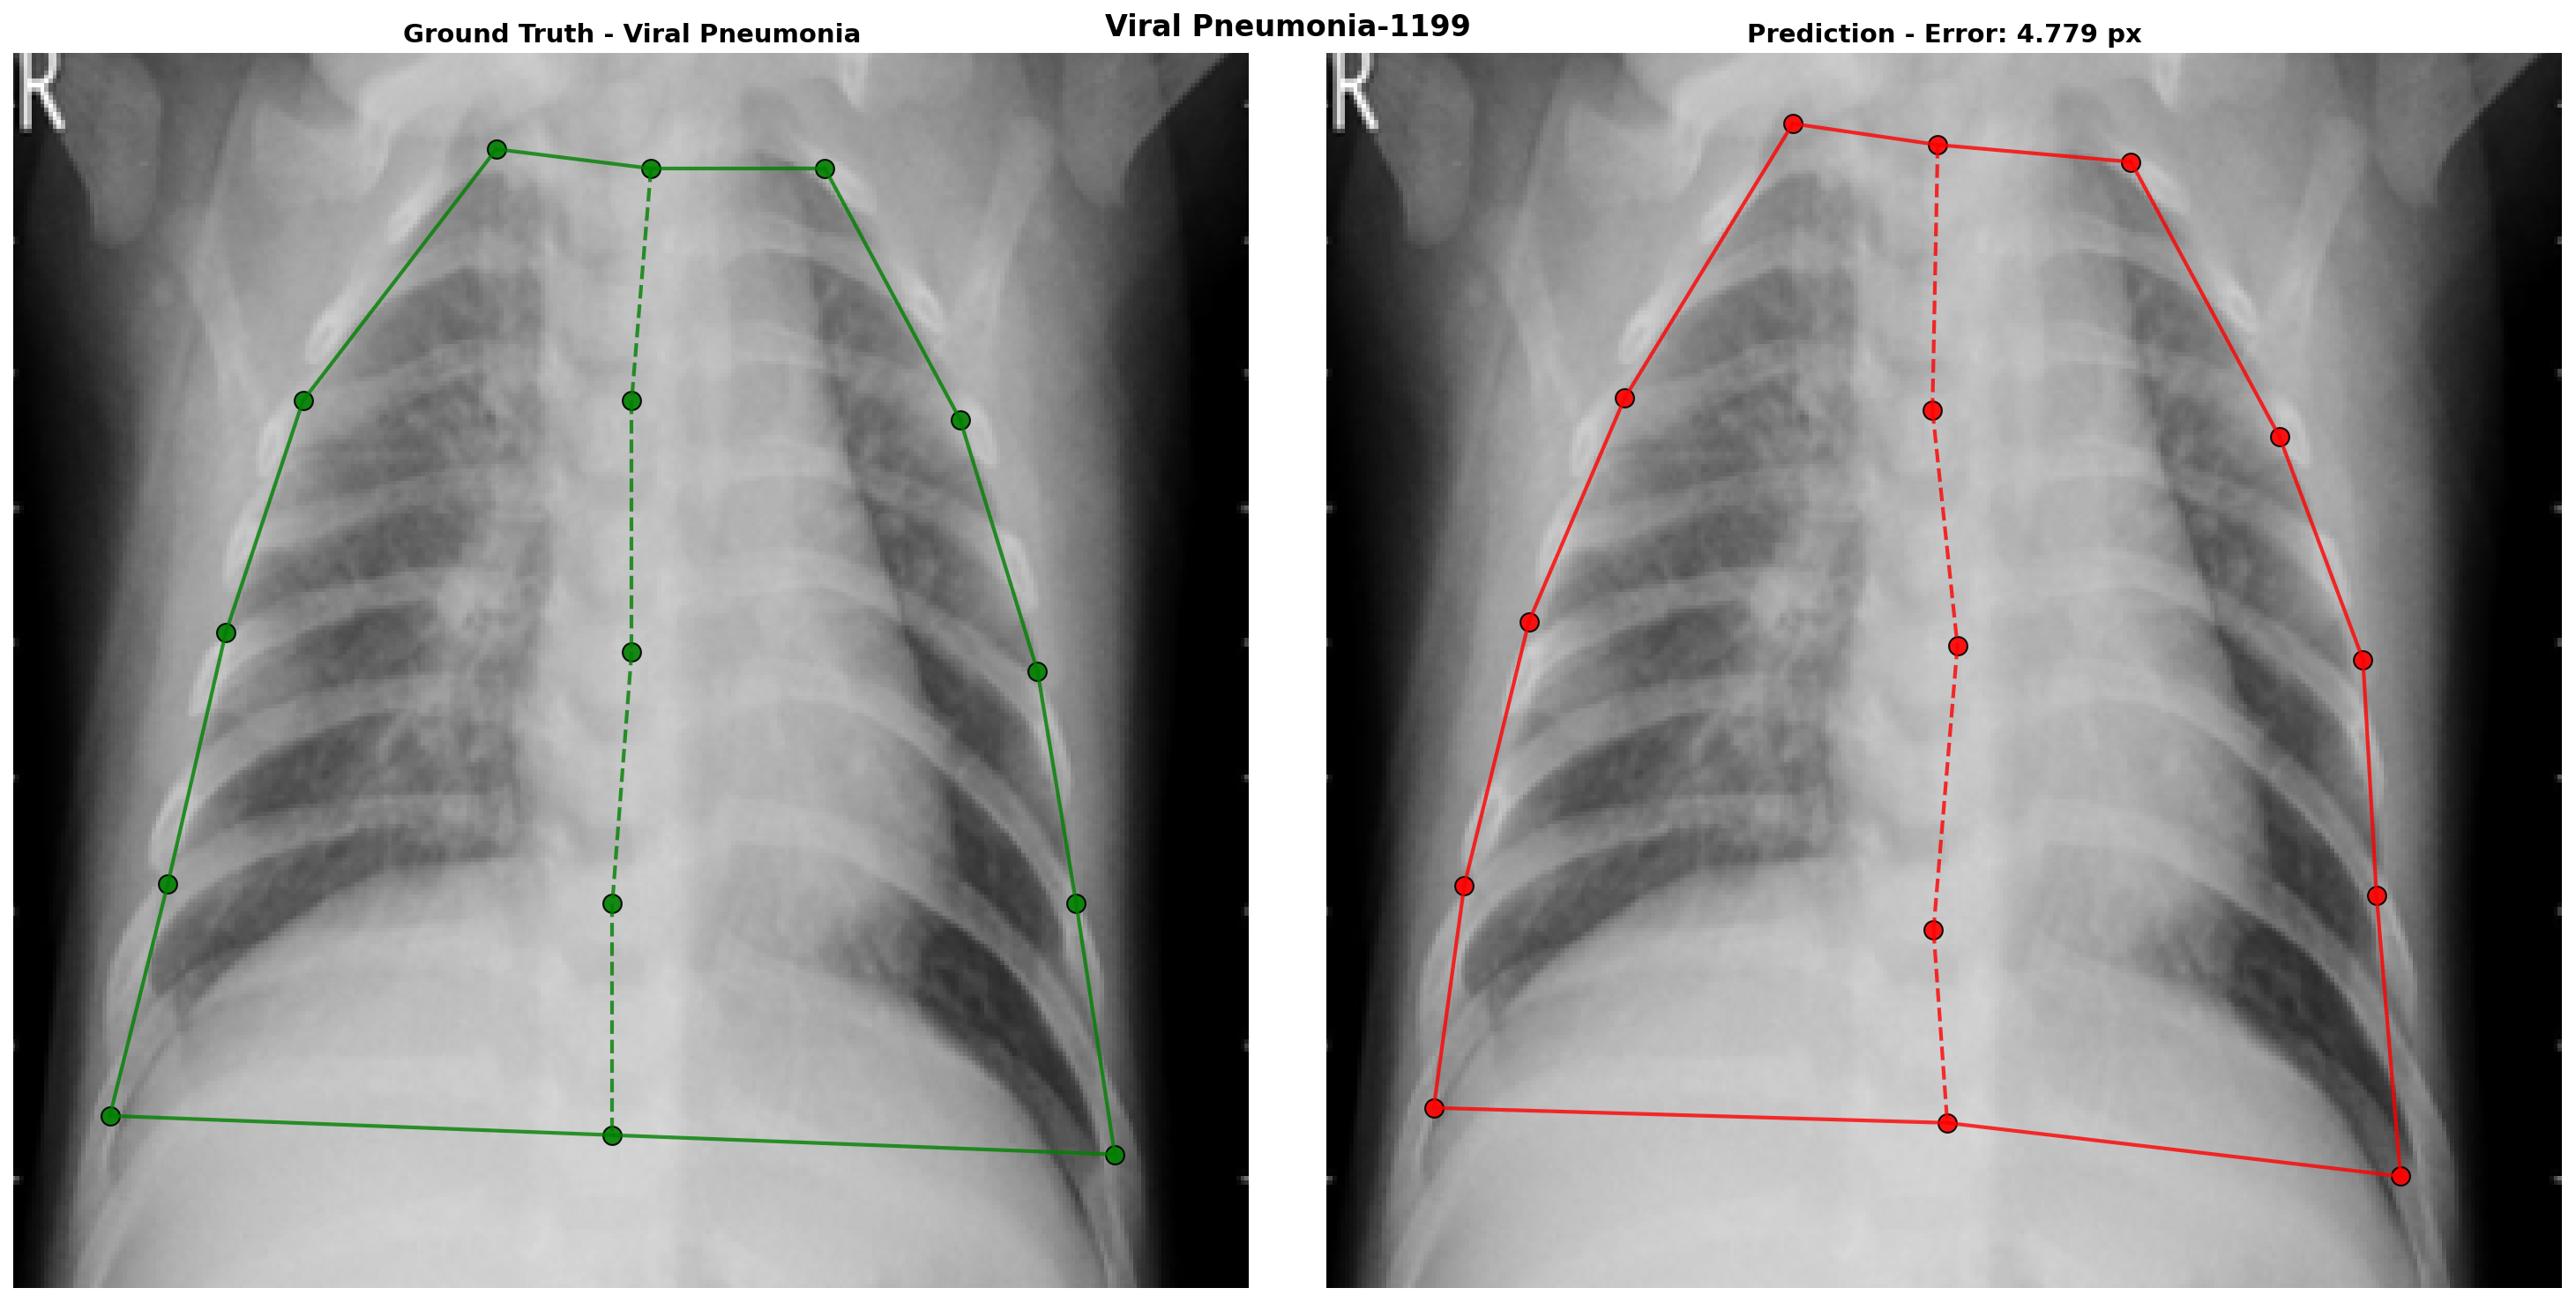 Viral Pneumonia-1199
Ground Truth - Viral Pneumonia
Prediction - Error: 4.779 px
R
R